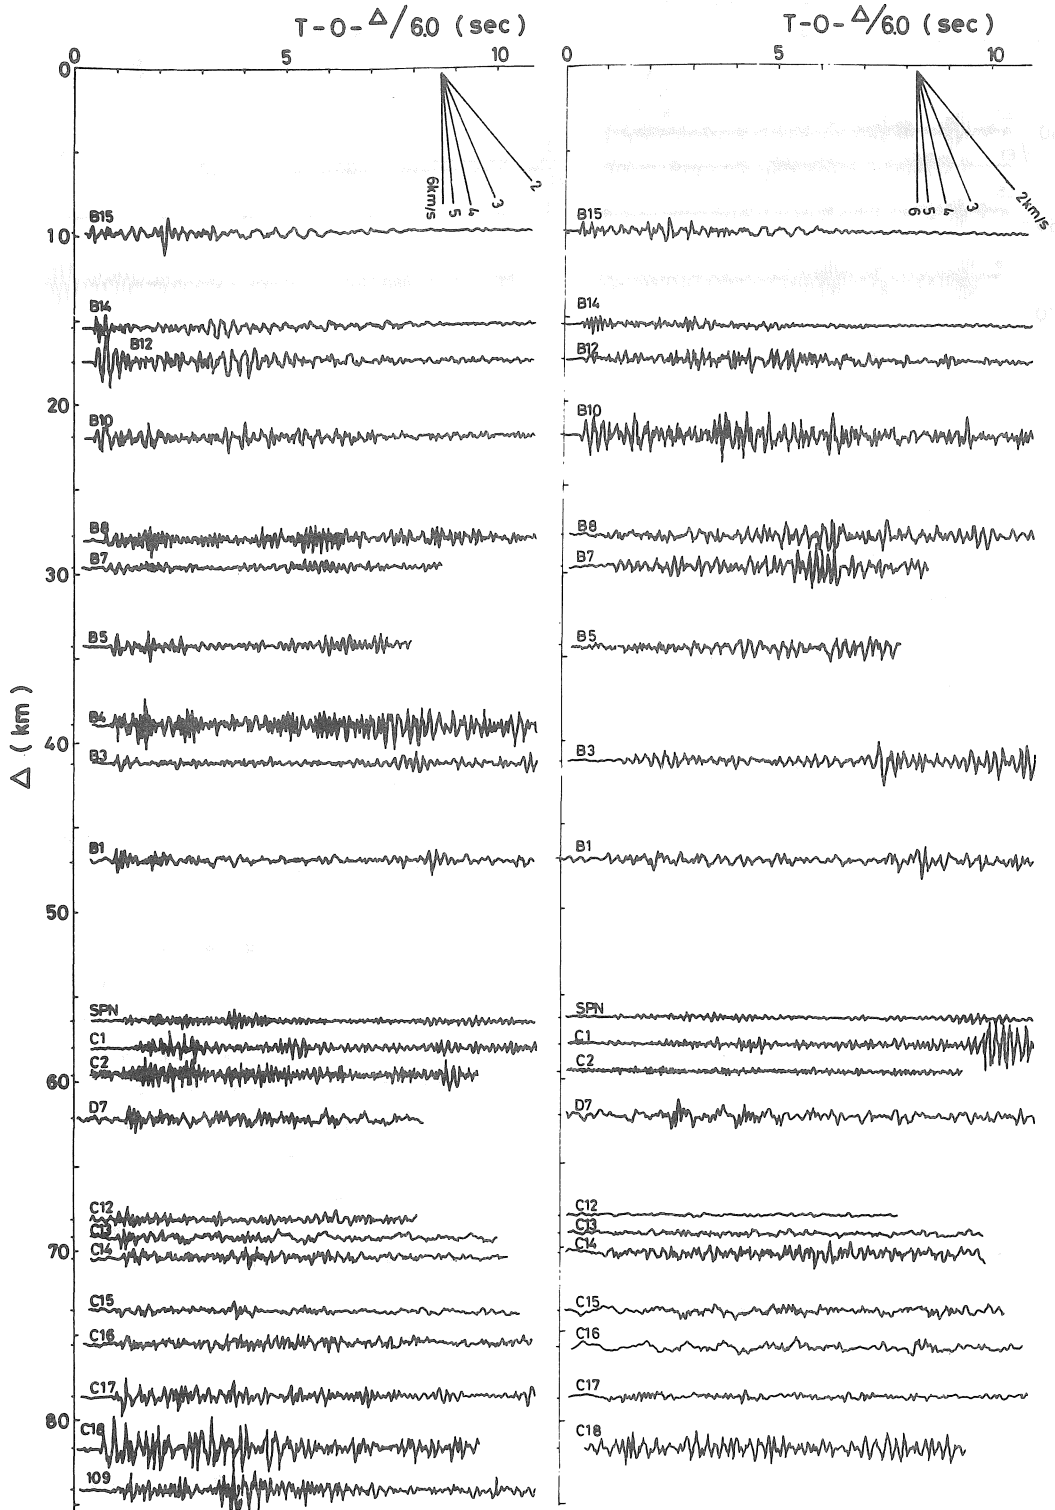 T-O-Δ/6.0 (sec)
0 5 10
T-O-Δ/6.0 (sec)
0 5 10
0
10
20
30
40
50
60
70
80
Δ (km)
6km/s 5 4 3 2
B15
B14
B12
B10
B8
B7
B5
B4
B3
B1
SPN
C1
C2
D7
C12
C13
C14
C15
C16
C17
C18
109
6 5 4 3 2km/s
B15
B14
B12
B10
B8
B7
B5
B3
B1
SPN
C1
C2
D7
C12
C13
C14
C15
C16
C17
C18